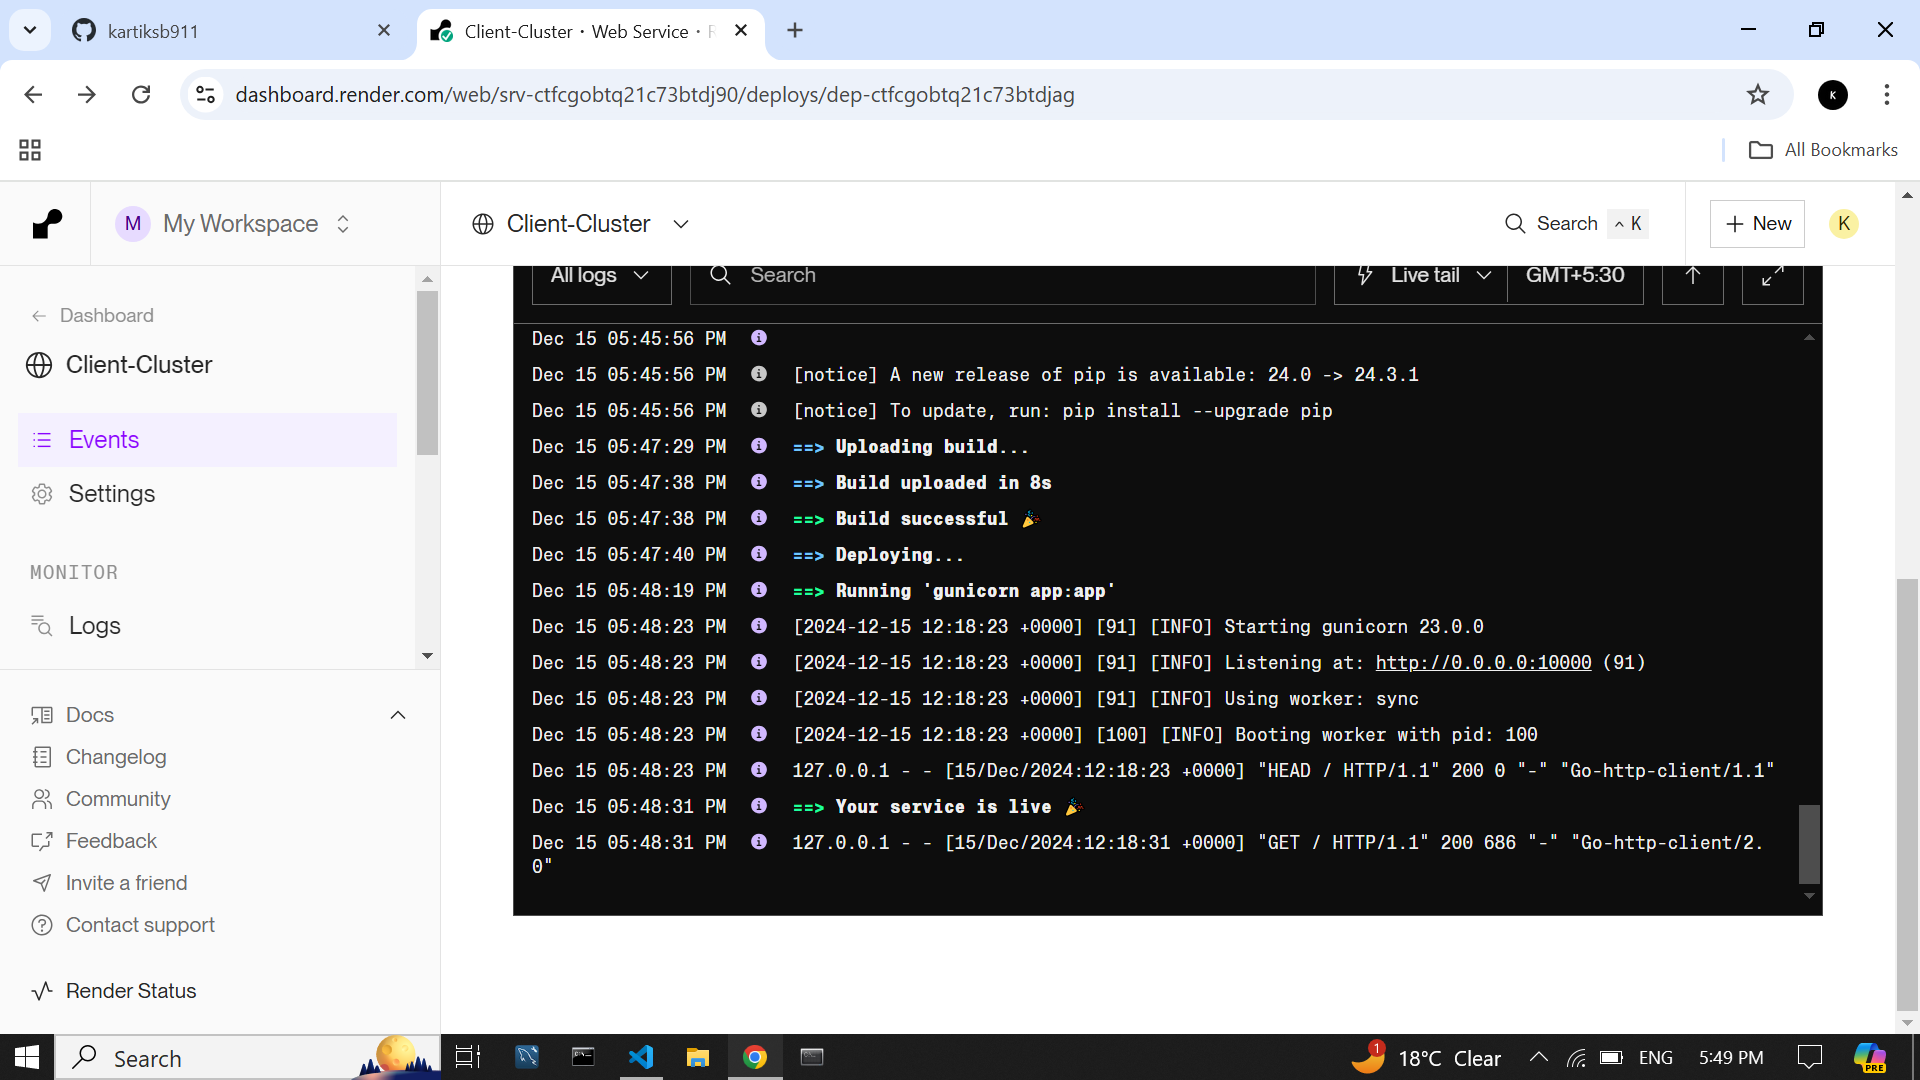 kartiksb911
Client-Cluster · Web Service · R
dashboard.render.com/web/srv-ctfcgobtq21c73btdj90/deploys/dep-ctfcgobtq21c73btdjag
K
All Bookmarks
M My Workspace
Client-Cluster
Search ^ K
+ New
K
← Dashboard
Client-Cluster
Events
Settings
MONITOR
Logs
Docs
Changelog
Community
Feedback
Invite a friend
Contact support
Render Status
All logs
Search
Live tail
GMT+5:30
Dec 15 05:45:56 PM
Dec 15 05:45:56 PM [notice] A new release of pip is available: 24.0 -> 24.3.1
Dec 15 05:45:56 PM [notice] To update, run: pip install --upgrade pip
Dec 15 05:47:29 PM ==> Uploading build...
Dec 15 05:47:38 PM ==> Build uploaded in 8s
Dec 15 05:47:38 PM ==> Build successful 🎉
Dec 15 05:47:40 PM ==> Deploying...
Dec 15 05:48:19 PM ==> Running 'gunicorn app:app'
Dec 15 05:48:23 PM [2024-12-15 12:18:23 +0000] [91] [INFO] Starting gunicorn 23.0.0
Dec 15 05:48:23 PM [2024-12-15 12:18:23 +0000] [91] [INFO] Listening at: http://0.0.0.0:10000 (91)
Dec 15 05:48:23 PM [2024-12-15 12:18:23 +0000] [91] [INFO] Using worker: sync
Dec 15 05:48:23 PM [2024-12-15 12:18:23 +0000] [100] [INFO] Booting worker with pid: 100
Dec 15 05:48:23 PM 127.0.0.1 - - [15/Dec/2024:12:18:23 +0000] "HEAD / HTTP/1.1" 200 0 "-" "Go-http-client/1.1"
Dec 15 05:48:31 PM ==> Your service is live 🎉
Dec 15 05:48:31 PM 127.0.0.1 - - [15/Dec/2024:12:18:31 +0000] "GET / HTTP/1.1" 200 686 "-" "Go-http-client/2.
0"
Search
1
18°C Clear
ENG
5:49 PM
PRE